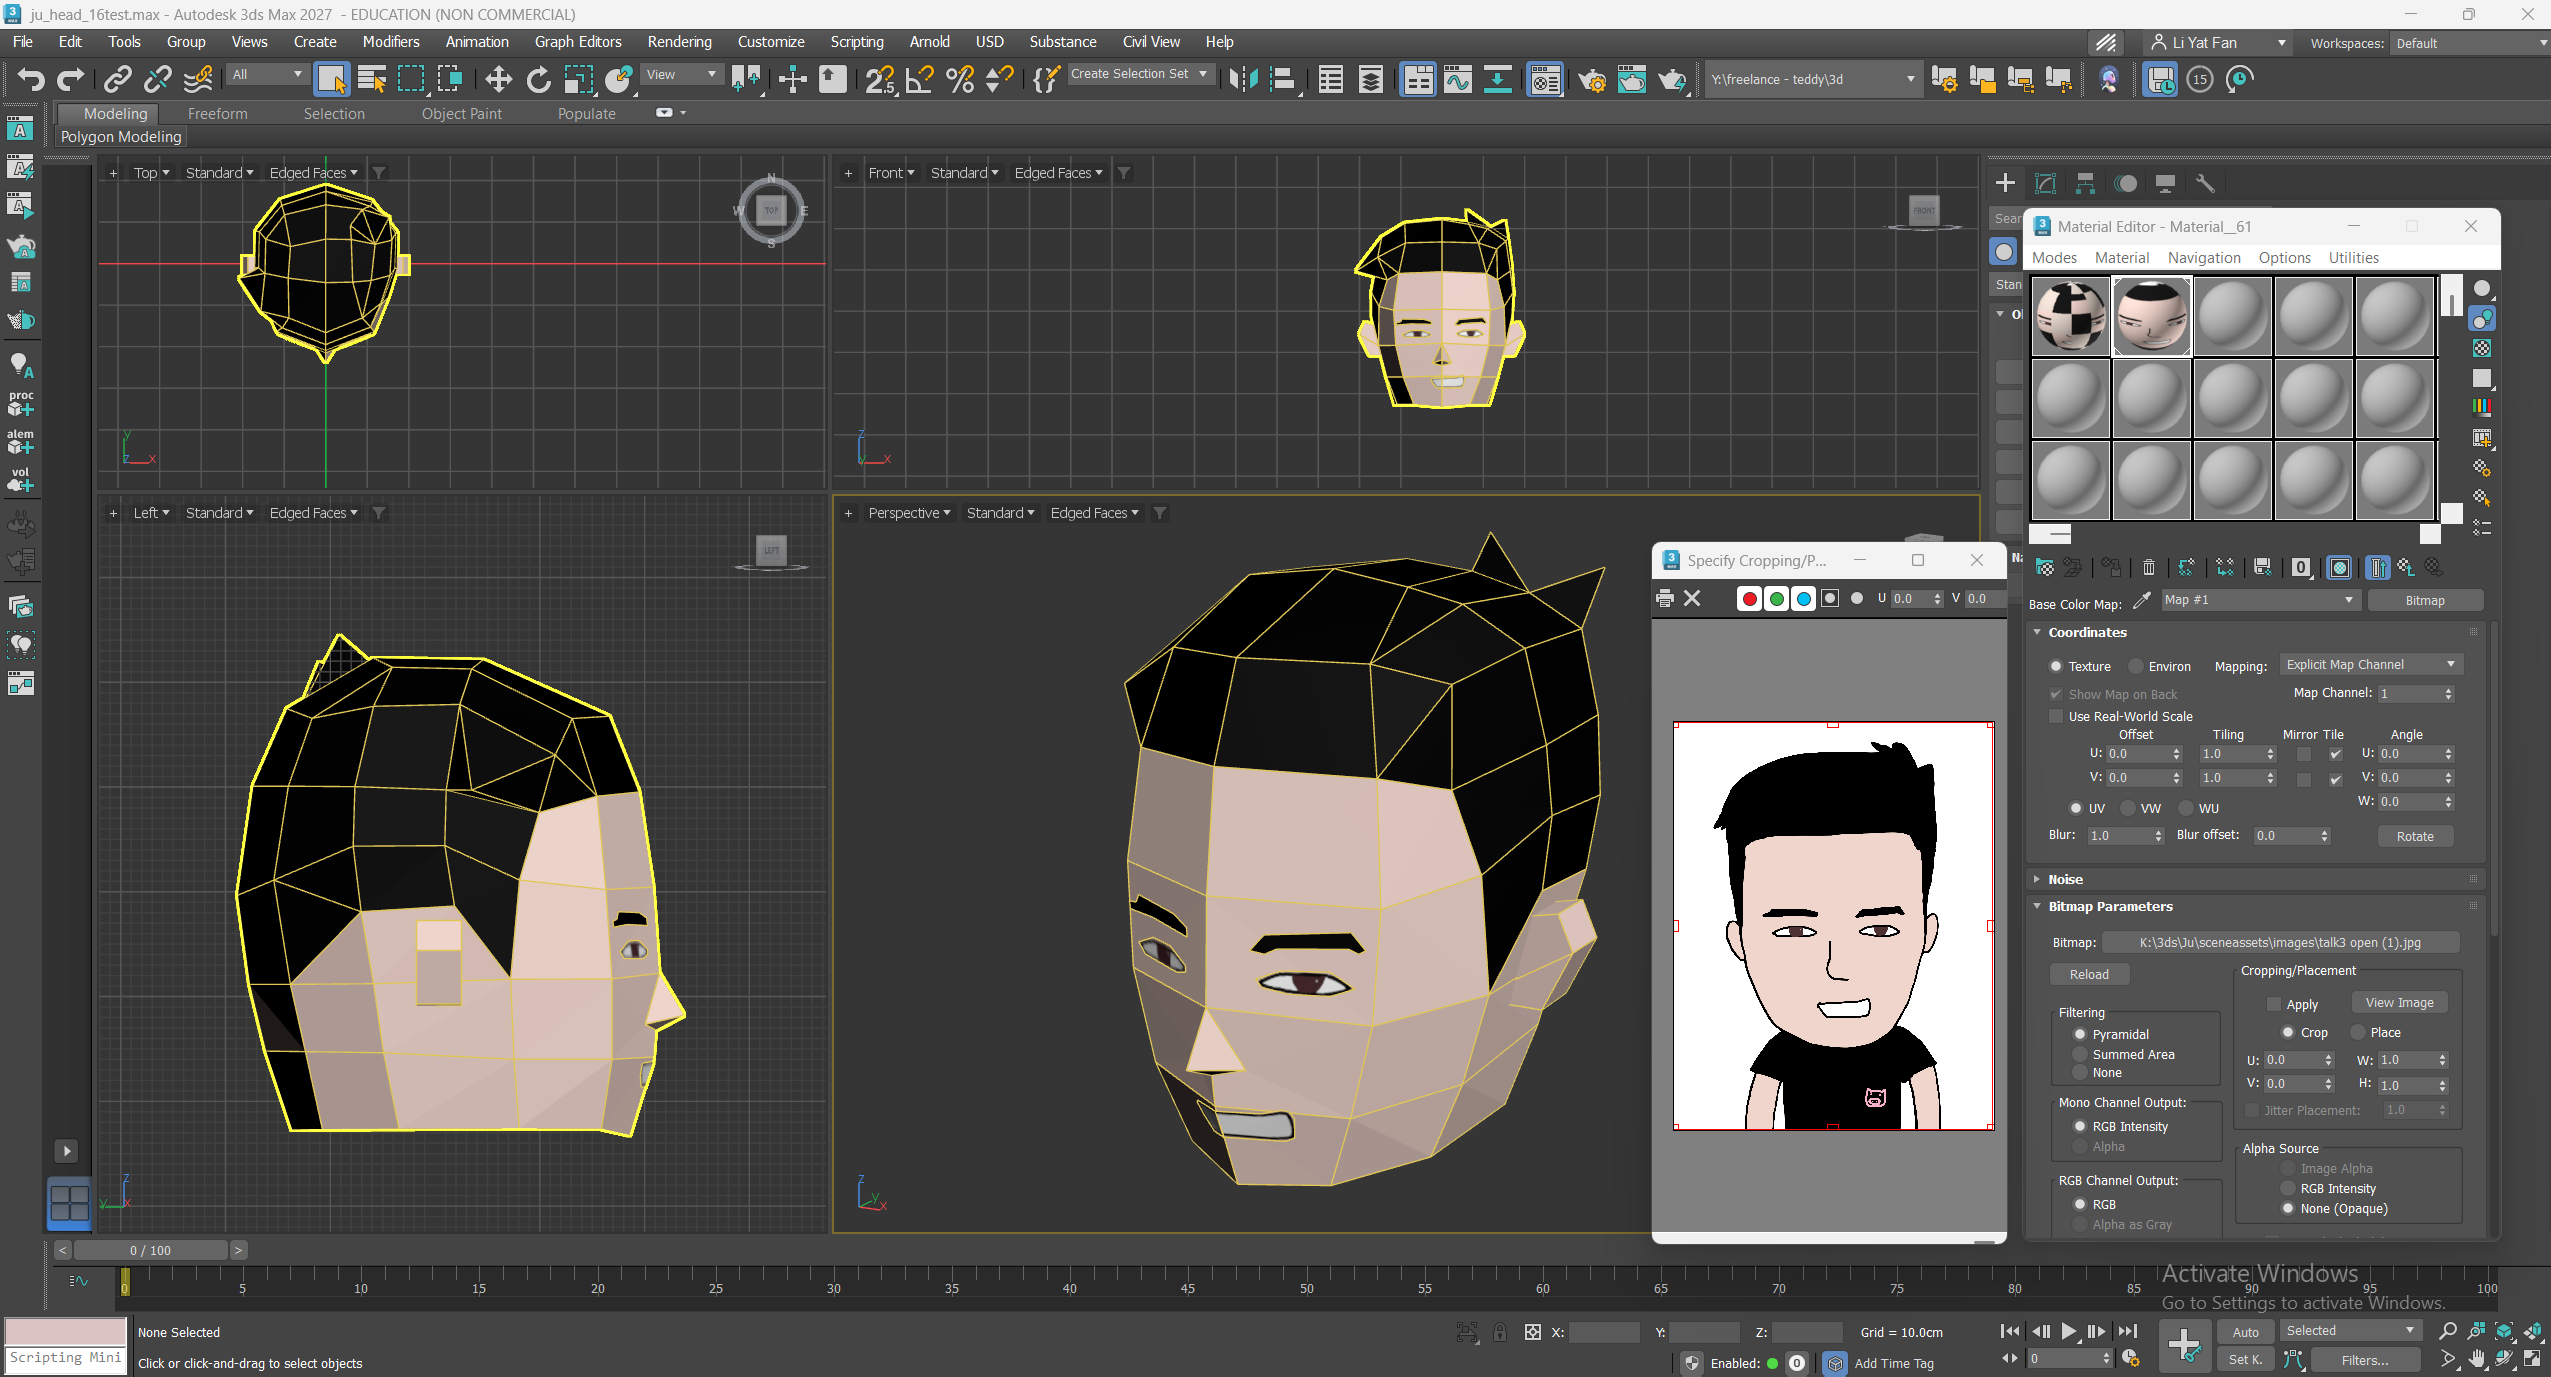 ju_head_16test.max - Autodesk 3ds Max 2027 - EDUCATION (NON COMMERCIAL)
File Edit Tools Group Views Create Modifiers Animation Graph Editors Rendering Customize Scripting Arnold USD Substance Civil View Help
Li Yat Fan Workspaces: Default
All View Create Selection Set Y:\freelance - teddy\3d 15
Modeling Freeform Selection Object Paint Populate
Polygon Modeling
+ Top Standard Edged Faces
N
W TOP E
S
y
z x
+ Front Standard Edged Faces
FRONT
z
y x
+ Left Standard Edged Faces
LEFT
z
y x
+ Perspective Standard Edged Faces
z
y
x
proc
alem
vol
Specify Cropping/P...
U 0.0 V 0.0
Material Editor - Material__61
Modes Material Navigation Options Utilities
Base Color Map: Map #1 Bitmap
Coordinates
Texture Environ Mapping: Explicit Map Channel
Show Map on Back Map Channel: 1
Use Real-World Scale
Offset Tiling Mirror Tile Angle
U: 0.0 1.0 U: 0.0
V: 0.0 1.0 V: 0.0
W: 0.0
UV VW WU
Blur: 1.0 Blur offset: 0.0 Rotate
Noise
Bitmap Parameters
Bitmap: K:\3ds\Ju\sceneassets\images\talk3 open (1).jpg
Reload Cropping/Placement
Apply View Image
Filtering
Crop Place
Pyramidal
Summed Area
None
U: 0.0 W: 1.0
V: 0.0 H: 1.0
Jitter Placement: 1.0
Mono Channel Output:
RGB Intensity
Alpha
Alpha Source
Image Alpha
RGB Intensity
None (Opaque)
RGB Channel Output:
RGB
Alpha as Gray
< 0 / 100 >
0 5 10 15 20 25 30 35 40 45 50 55 60 65 70 75 80 85 90 95 100
Activate Windows
Go to Settings to activate Windows.
Scripting Mini
None Selected
Click or click-and-drag to select objects
X: Y: Z: Grid = 10.0cm
Enabled: 0 Add Time Tag
0
Auto Selected
Set K. Filters...